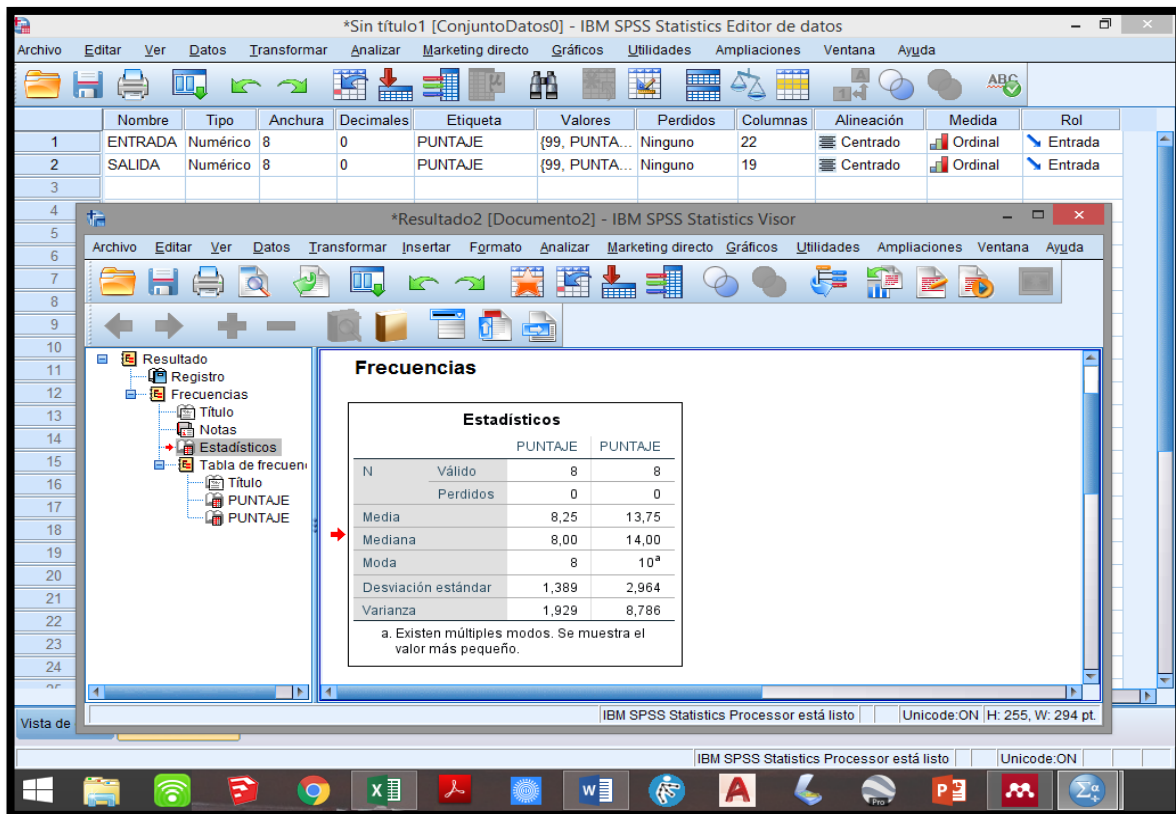 *Sin título1 [ConjuntoDatos0] - IBM SPSS Statistics Editor de datos
Archivo Editar Ver Datos Transformar Analizar Marketing directo Gráficos Utilidades Ampliaciones Ventana Ayuda
Nombre Tipo Anchura Decimales Etiqueta Valores Perdidos Columnas Alineación Medida Rol
1 ENTRADA Numérico 8 0 PUNTAJE {99, PUNTA... Ninguno 22 Centrado Ordinal Entrada
2 SALIDA Numérico 8 0 PUNTAJE {99, PUNTA... Ninguno 19 Centrado Ordinal Entrada
3
4
5
6
7
8
9
10
11
12
13
14
15
16
17
18
19
20
21
22
23
24
*Resultado2 [Documento2] - IBM SPSS Statistics Visor
Archivo Editar Ver Datos Transformar Insertar Formato Analizar Marketing directo Gráficos Utilidades Ampliaciones Ventana Ayuda
Resultado
Registro
Frecuencias
Título
Notas
Estadísticos
Tabla de frecuen
Título
PUNTAJE
PUNTAJE
Frecuencias
Estadísticos
PUNTAJE PUNTAJE
N Válido 8 8
Perdidos 0 0
Media 8,25 13,75
Mediana 8,00 14,00
Moda 8 10a
Desviación estándar 1,389 2,964
Varianza 1,929 8,786
a. Existen múltiples modos. Se muestra el
valor más pequeño.
IBM SPSS Statistics Processor está listo Unicode:ON H: 255, W: 294 pt.
Vista de
IBM SPSS Statistics Processor está listo Unicode:ON